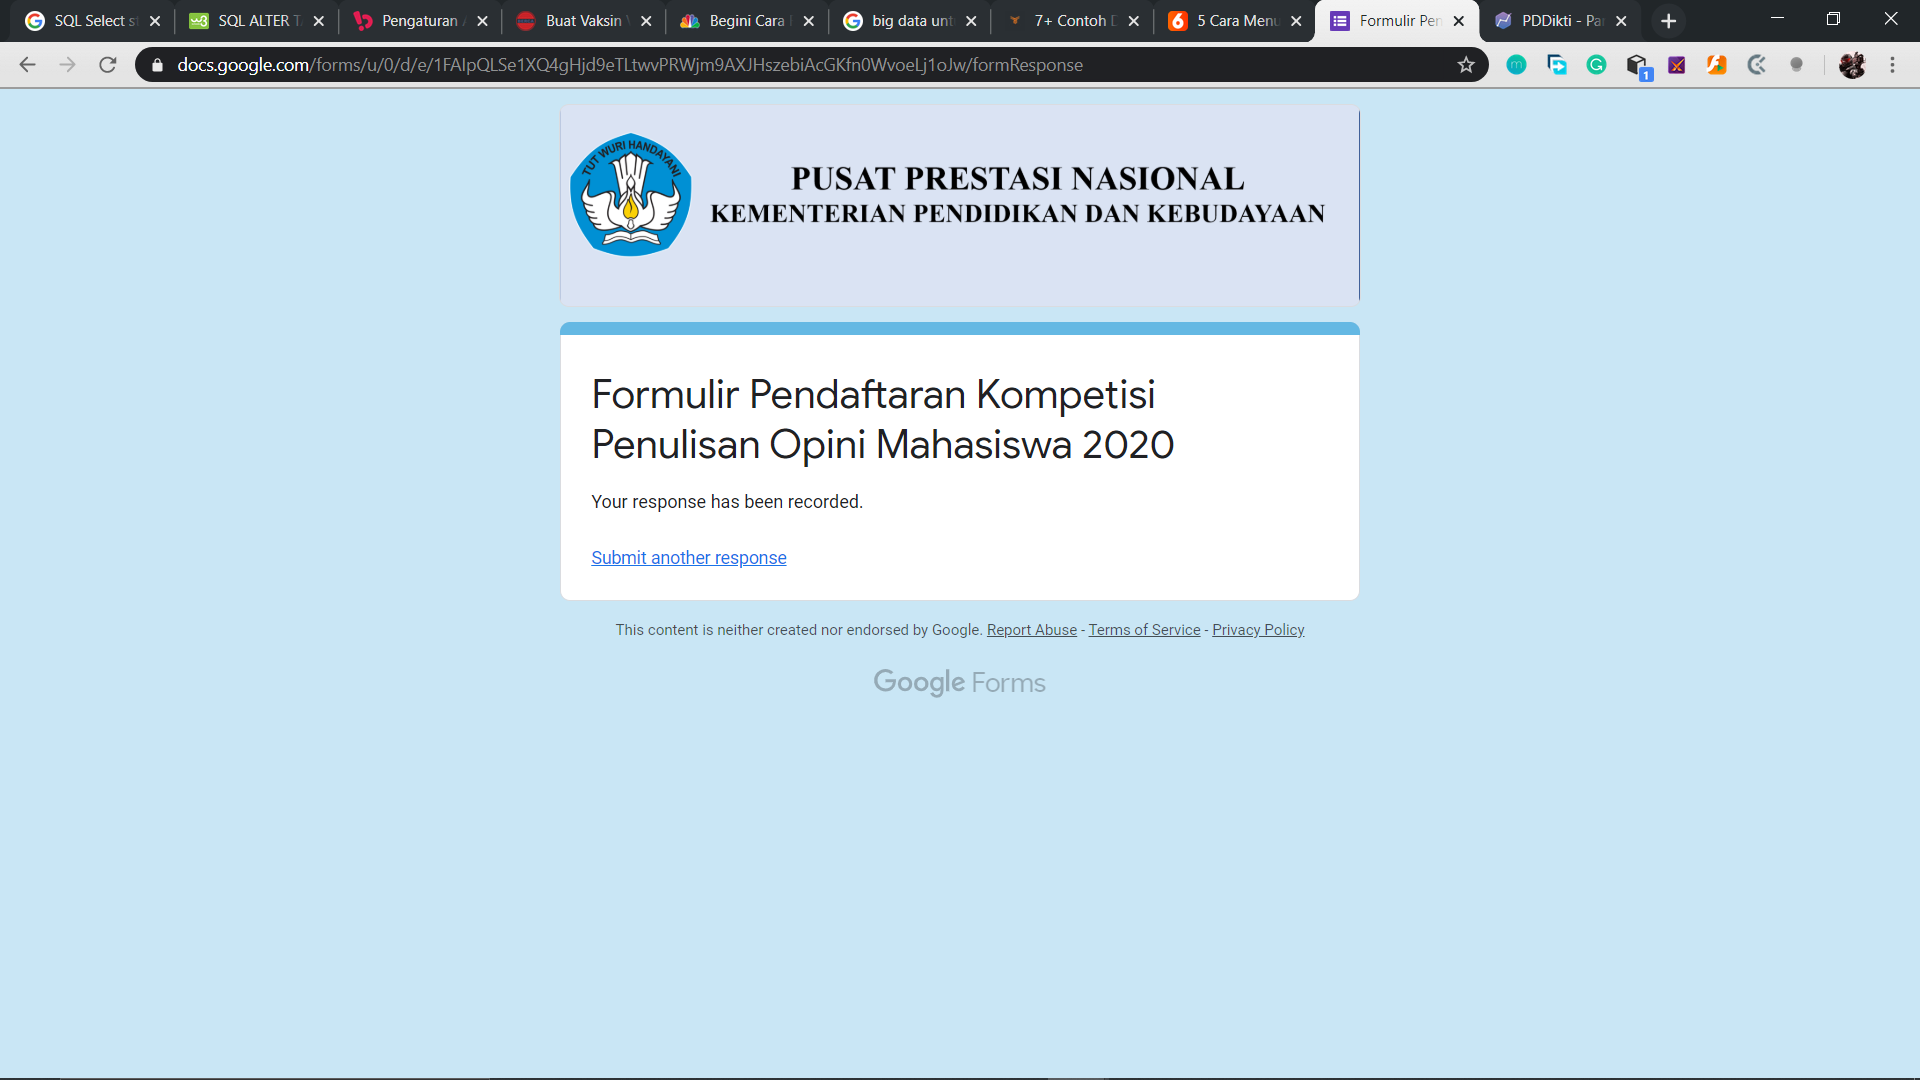 SQL Select st
SQL ALTER TA
Pengaturan A
Buat Vaksin
Begini Cara
big data unt
7+ Contoh D
5 Cara Menu
Formulir Pen
PDDikti - Pa
docs.google.com/forms/u/0/d/e/1FAIpQLSe1XQ4gHjd9eTLtwvPRWjm9AXJHszebiAcGKfn0WvoeLj1oJw/formResponse
1
TUT WURI HANDAYANI
PUSAT PRESTASI NASIONAL
KEMENTERIAN PENDIDIKAN DAN KEBUDAYAAN
Formulir Pendaftaran Kompetisi
Penulisan Opini Mahasiswa 2020
Your response has been recorded.
Submit another response
This content is neither created nor endorsed by Google. Report Abuse - Terms of Service - Privacy Policy
Google Forms